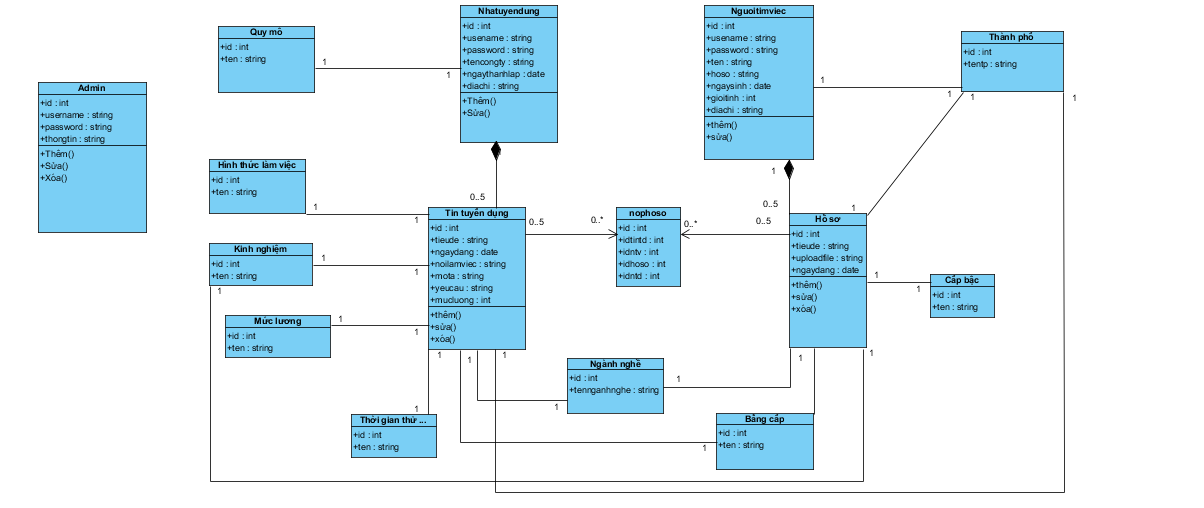 Admin
+id : int
+username : string
+password : string
+thongtin : string
+Thêm()
+Sửa()
+Xóa()
Quy mô
+id : int
+ten : string
1
1
Nhatuyendung
+id : int
+usename : string
+password : string
+tencongty : string
+ngaythanhlap : date
+diachi : string
+Thêm()
+Sửa()
Nguoitimviec
+id : int
+usename : string
+password : string
+ten : string
+hoso : string
+ngaysinh : date
+gioitinh : int
+diachi : string
+thêm()
+sửa()
1
1
Thành phố
+id : int
+tentp : string
1
1
Hình thức làm việc
+id : int
+ten : string
1
1
0..5
Tin tuyển dụng
+id : int
+tieude : string
+ngaydang : date
+noilamviec : string
+mota : string
+yeucau : string
+mucluong : int
+thêm()
+sửa()
+xóa()
0..5
0..*
nophoso
+id : int
+idtintd : int
+idntv : int
+idhoso : int
+idntd : int
0..*
0..5
1
0..5
1
Hồ sơ
+id : int
+tieude : string
+uploadfile : string
+ngaydang : date
+thêm()
+sửa()
+xóa()
1
1
Cấp bậc
+id : int
+ten : string
Kinh nghiệm
+id : int
+ten : string
1
1
1
Mức lương
+id : int
+ten : string
1
1
1
1
1
1
1
Ngành nghề
+id : int
+tennganhnghe : string
1
1
1
Thời gian thử ...
+id : int
+ten : string
1
Bằng cấp
+id : int
+ten : string
1